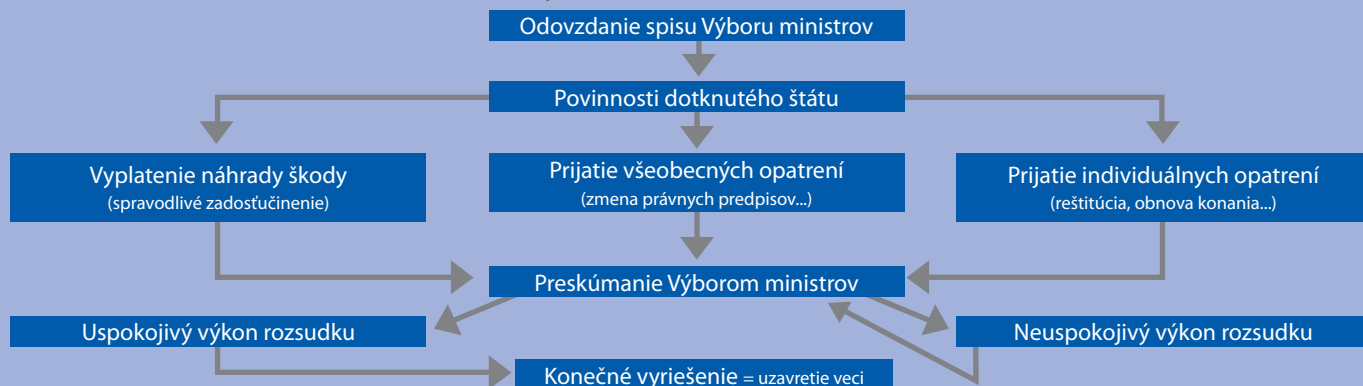 Odovzdanie spisu Výboru ministrov
Povinnosti dotknutého štátu
Vyplatenie náhrady škody
(spravodlivé zadosťučinenie)
Prijatie všeobecných opatrení
(zmena právnych predpisov...)
Prijatie individuálnych opatrení
(reštitúcia, obnova konania...)
Preskúmanie Výborom ministrov
Uspokojivý výkon rozsudku
Neuspokojivý výkon rozsudku
Konečné vyriešenie = uzavretie veci